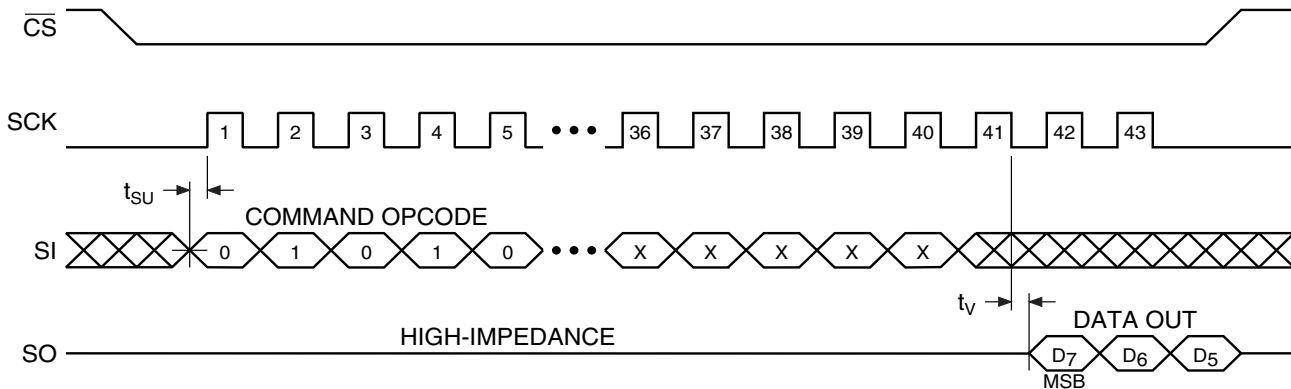 CS
SCK 1 2 3 4 5 ••• 36 37 38 39 40 41 42 43
tSU
COMMAND OPCODE
SI 0 1 0 1 0 ••• X X X X X
tV
HIGH-IMPEDANCE DATA OUT
SO D7 D6 D5
MSB